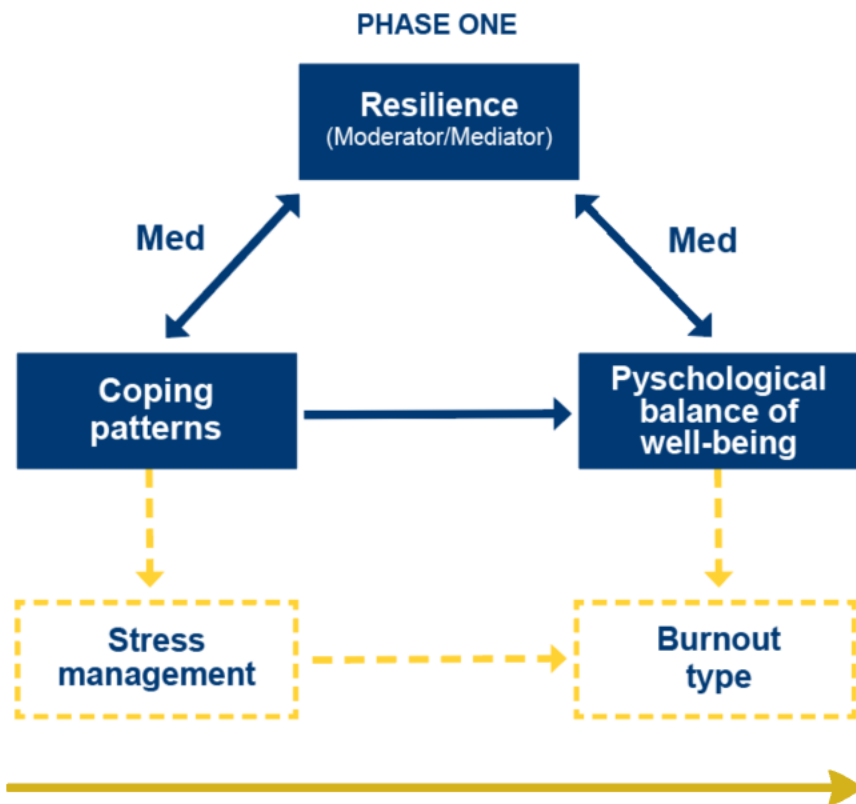 PHASE ONE
Resilience
(Moderator/Mediator)
Med
Med
Coping
patterns
Pyschological
balance of
well-being
Stress
management
Burnout
type